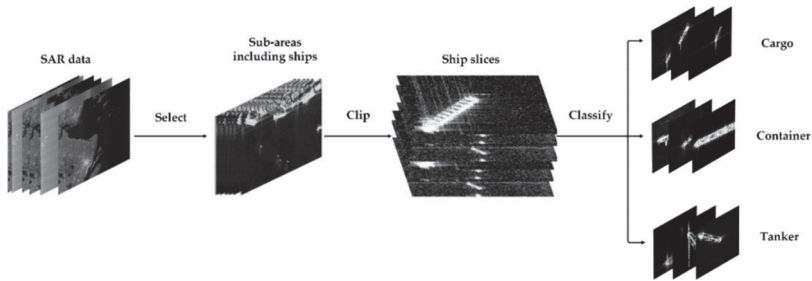 SAR data
Select
Sub-areas
including ships
Clip
Ship slices
Classify
Cargo
Container
Tanker